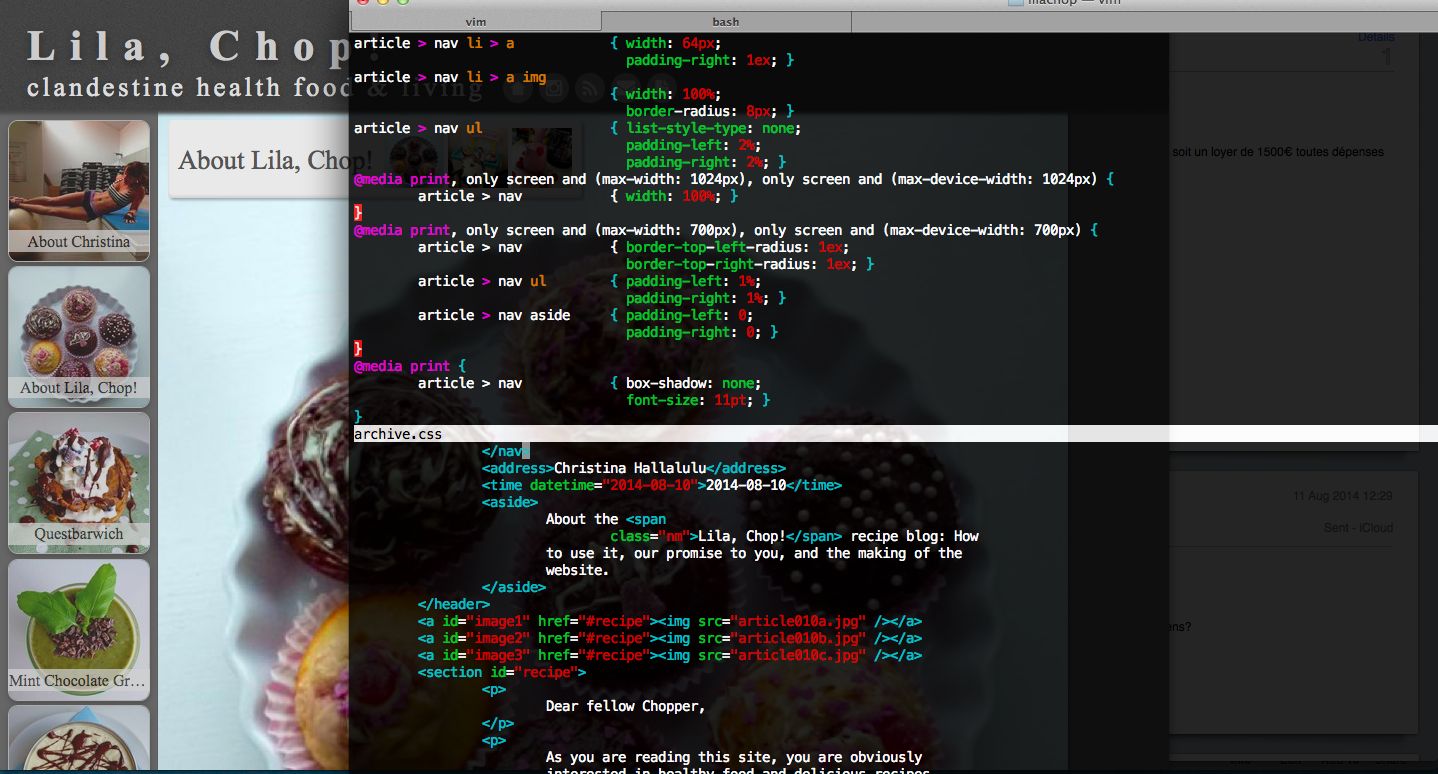 Lila, Chop!
clandestine health food & living
About Lila, Chop!
About Christina
About Lila, Chop!
Questbarwich
Mint Chocolate Gr…
machop — vim
vim
bash
article > nav li > a { width: 64px;
padding-right: 1ex; }
article > nav li > a img
{ width: 100%;
border-radius: 8px; }
article > nav ul { list-style-type: none;
padding-left: 2%;
padding-right: 2%; }
@media print, only screen and (max-width: 1024px), only screen and (max-device-width: 1024px) {
article > nav { width: 100%; }
}
@media print, only screen and (max-width: 700px), only screen and (max-device-width: 700px) {
article > nav { border-top-left-radius: 1ex;
border-top-right-radius: 1ex; }
article > nav ul { padding-left: 1%;
padding-right: 1%; }
article > nav aside { padding-left: 0;
padding-right: 0; }
}
@media print {
article > nav { box-shadow: none;
font-size: 11pt; }
}
archive.css
</nav>
<address>Christina Hallalulu</address>
<time datetime="2014-08-10">2014-08-10</time>
<aside>
About the <span
class="nm">Lila, Chop!</span> recipe blog: How
to use it, our promise to you, and the making of the
website.
</aside>
</header>
<a id="image1" href="#recipe"><img src="article010a.jpg" /></a>
<a id="image2" href="#recipe"><img src="article010b.jpg" /></a>
<a id="image3" href="#recipe"><img src="article010c.jpg" /></a>
<section id="recipe">
<p>
Dear fellow Chopper,
</p>
<p>
As you are reading this site, you are obviously
interested in healthy food and delicious recipes
Details
soit un loyer de 1500€ toutes dépenses
11 Aug 2014 12:29
Sent - iCloud
ens?